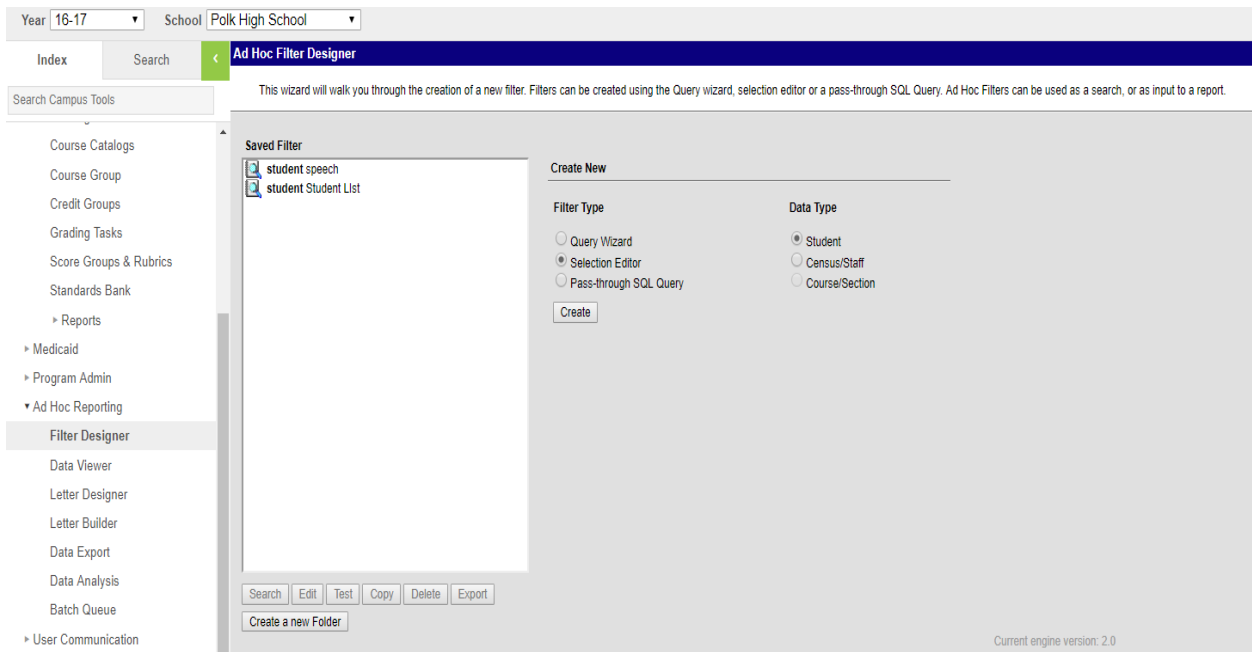 Year 16-17 School Polk High School
Index Search
Search Campus Tools
Course Catalogs
Course Group
Credit Groups
Grading Tasks
Score Groups & Rubrics
Standards Bank
Reports
Medicaid
Program Admin
Ad Hoc Reporting
Filter Designer
Data Viewer
Letter Designer
Letter Builder
Data Export
Data Analysis
Batch Queue
User Communication
Ad Hoc Filter Designer
This wizard will walk you through the creation of a new filter. Filters can be created using the Query wizard, selection editor or a pass-through SQL Query. Ad Hoc Filters can be used as a search, or as input to a report.
Saved Filter
student speech
student Student LIst
Search Edit Test Copy Delete Export
Create a new Folder
Create New
Filter Type Data Type
Query Wizard Student
Selection Editor Census/Staff
Pass-through SQL Query Course/Section
Create
Current engine version: 2.0